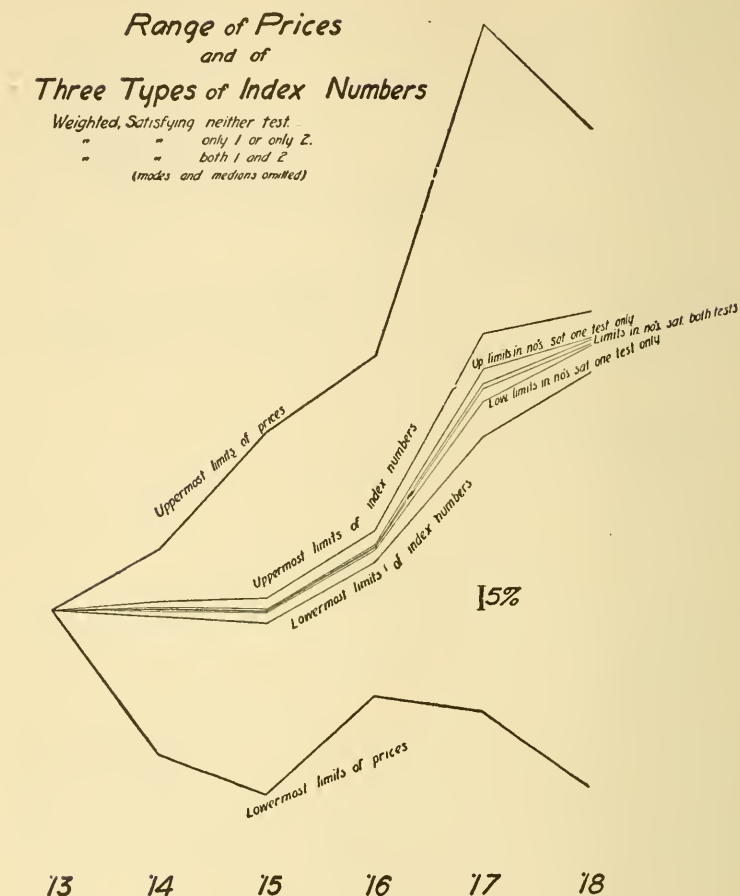 Range of Prices
and of
Three Types of Index Numbers
Weighted, Satisfying neither test.
" " only 1 or only 2.
" " both 1 and 2
(modes and medians omitted)
Up limits in no's sat one test only
Limits in no's. sat. both tests
Low. limits in no's sat one test only
Uppermost limits of prices
Uppermost limits of index numbers
Lowermost limits of index numbers
5%
Lowermost limits of prices
'13 '14 '15 '16 '17 '18